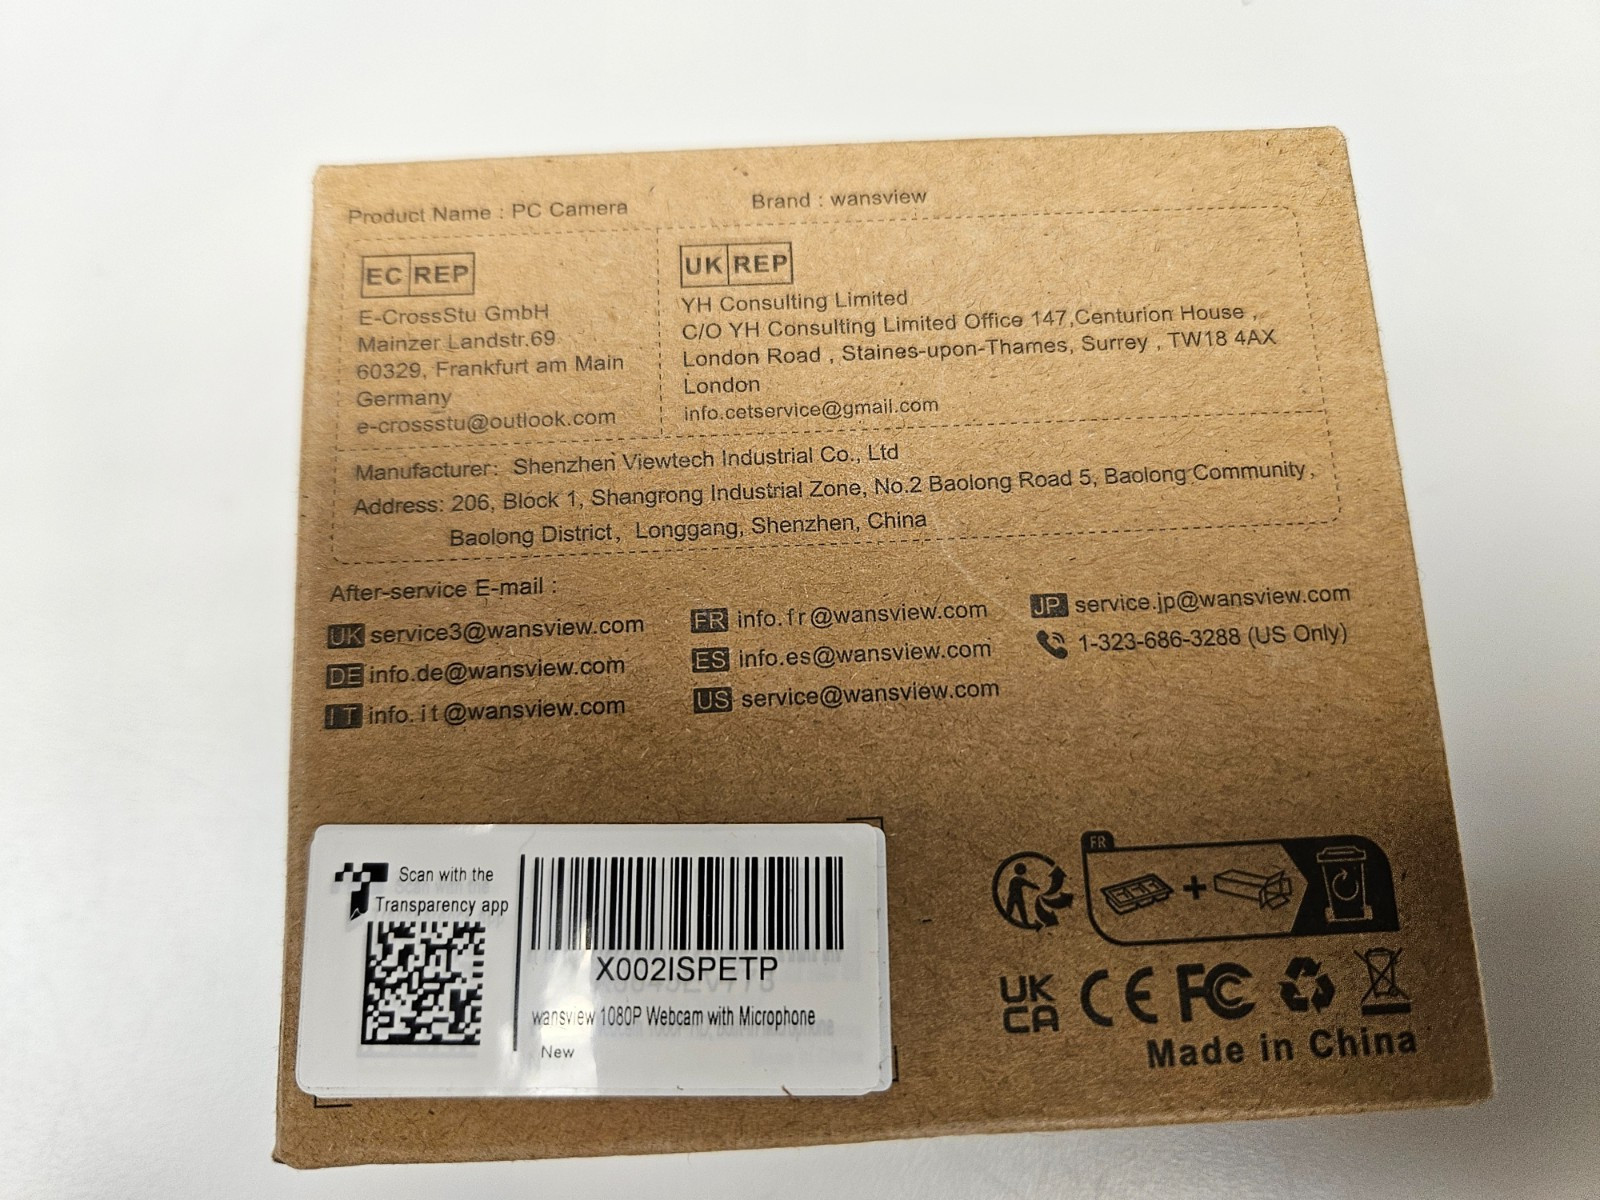 Product Name : PC Camera
Brand : wansview
EC REP
E-CrossStu GmbH
Mainzer Landstr.69
60329, Frankfurt am Main
Germany
e-crossstu@outlook.com
UK REP
YH Consulting Limited
C/O YH Consulting Limited Office 147,Centurion House ,
London Road , Staines-upon-Thames, Surrey , TW18 4AX
London
info.cetservice@gmail.com
Manufacturer: Shenzhen Viewtech Industrial Co., Ltd
Address: 206, Block 1, Shangrong Industrial Zone, No.2 Baolong Road 5, Baolong Community,
Baolong District, Longgang, Shenzhen, China
After-service E-mail :
UK service3@wansview.com
DE info.de@wansview.com
IT info.it@wansview.com
FR info.fr@wansview.com
ES info.es@wansview.com
US service@wansview.com
JP service.jp@wansview.com
1-323-686-3288 (US Only)
Scan with the
Transparency app
X002ISPETP
wansview 1080P Webcam with Microphone
New
FR
UK
CA
CE FC
Made in China